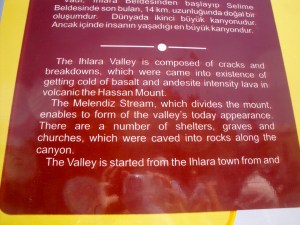 Vadi, Ihlara Beldesinden başlayıp Selime
Beldesinde son bulan, 14 km. uzunluğunda doğal bir
oluşumdur. Dünyada ikinci büyük kanyonudur.
Ancak içinde insanın yaşadığı en büyük kanyondur.
The Ihlara Valley is composed of cracks and
breakdowns, which were came into existence of
getting cold of basalt and andesite intensity lava in
volcanic the Hassan Mount.
The Melendiz Stream, which divides the mount,
enables to form of the valley's today appearance.
There are a number of shelters, graves and
churches, which were caved into rocks along the
canyon.
The Valley is started from the Ihlara town from and